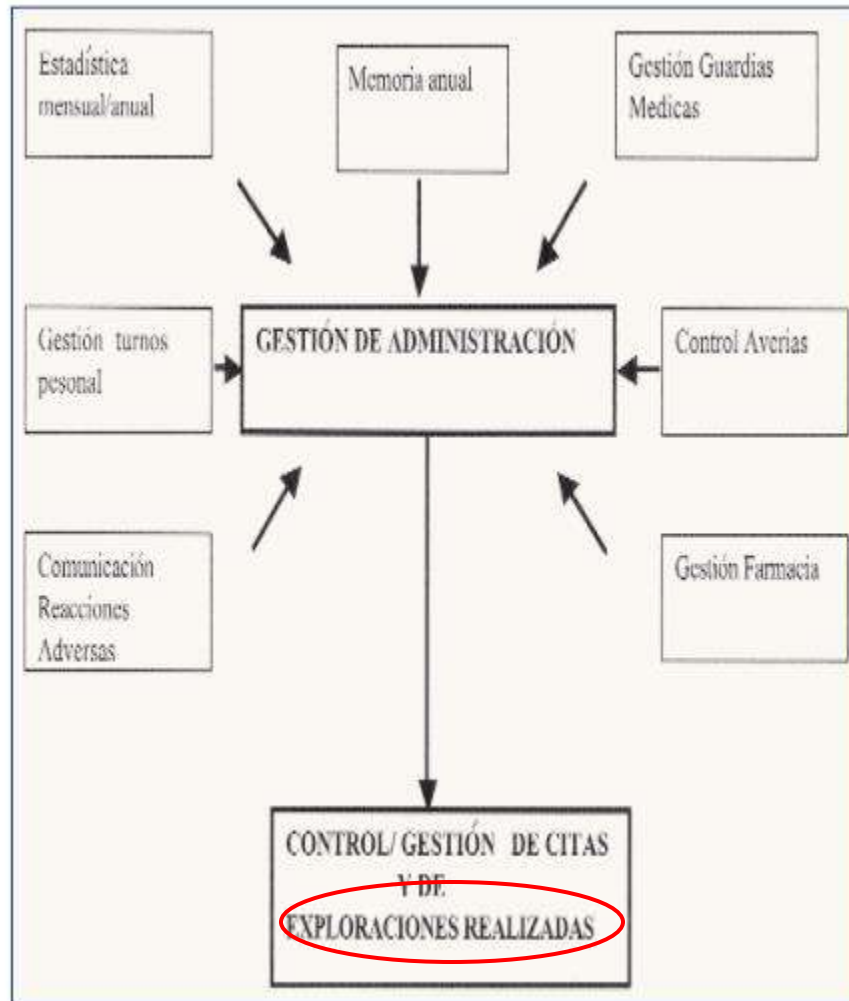 Estadística
mensual/anual
Memoria anual
Gestión Guardias
Medicas
Gestión turnos
pesonal
GESTIÓN DE ADMINISTRACIÓN
Control Averias
Comunicación
Reacciones
Adversas
Gestión Farmacia
CONTROL/ GESTIÓN DE CITAS
Y DE
EXPLORACIONES REALIZADAS